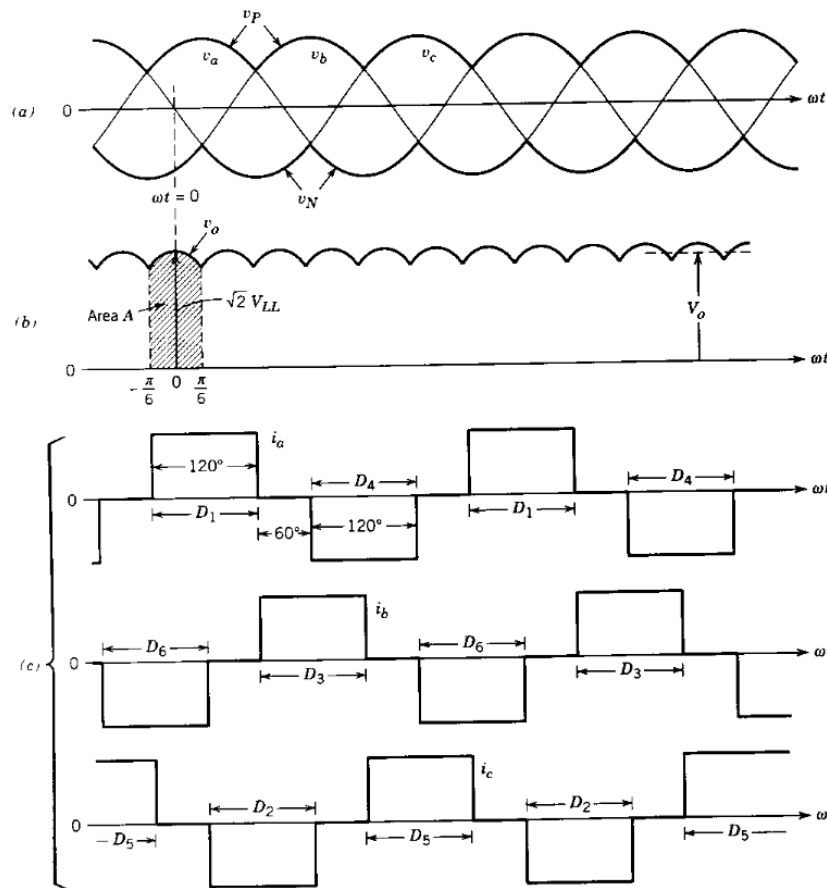 v_P
v_a
v_b
v_c
(a)
0
ωt
ωt = 0
v_N
v_o
Area A
√2 V_LL
V_o
(b)
0
ωt
-π/6
0
π/6
i_a
120°
D_4
D_4
0
ωt
D_1
60°
120°
D_1
i_b
D_6
D_6
(c)
0
ω
D_3
D_3
i_c
D_2
D_2
0
ω
-D_5
D_5
D_5